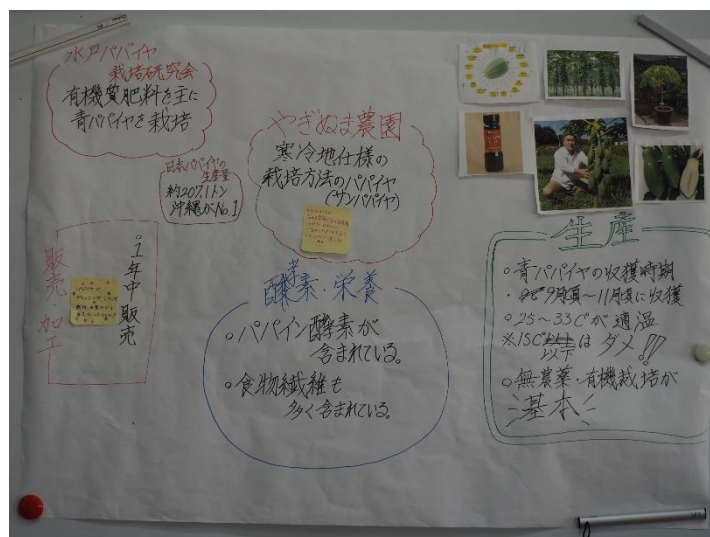 水戸パパイヤ
栽培研究会
有機質肥料を主に
青パパイヤを栽培
日本パパイヤの
生産量
約207.1トン
沖縄がNo.1
やぎぬま農園
寒冷地仕様の
栽培方法のパパイヤ
(サンパパイヤ)
販売・加工
。1年中販売
酵素・栄養
○パパイン酵素が
含まれている。
○食物繊維も
多く含まれている。
生産
○青パパイヤの収穫時期
・9月頃〜11月頃に収穫
○25〜33℃が適温
※15℃以下はダメ!!!
○無農薬・有機栽培が
基本